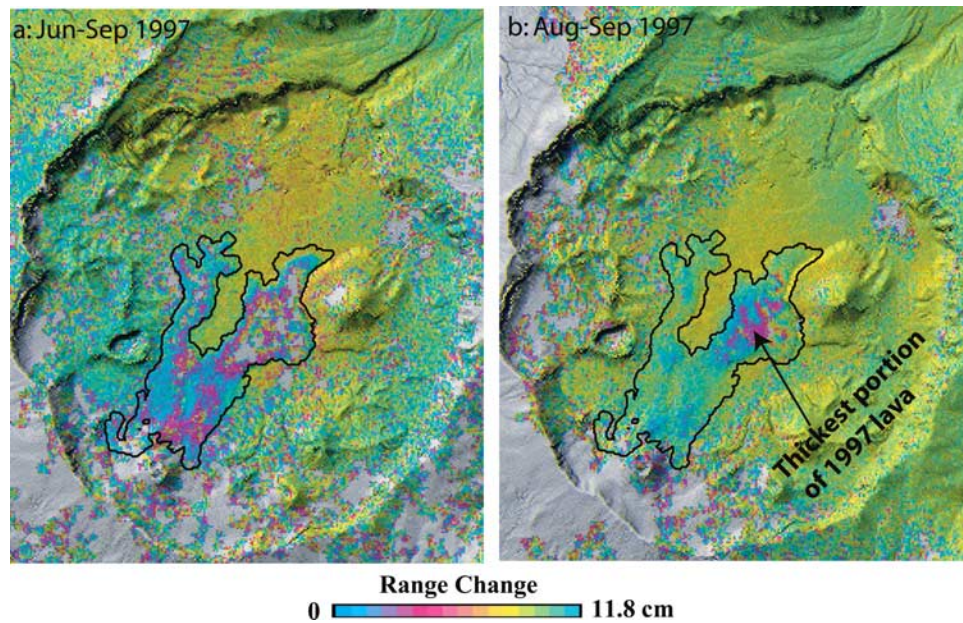 a: Jun-Sep 1997
b: Aug-Sep 1997
Thickest portion
of 1997 lava
Range Change
0
11.8 cm